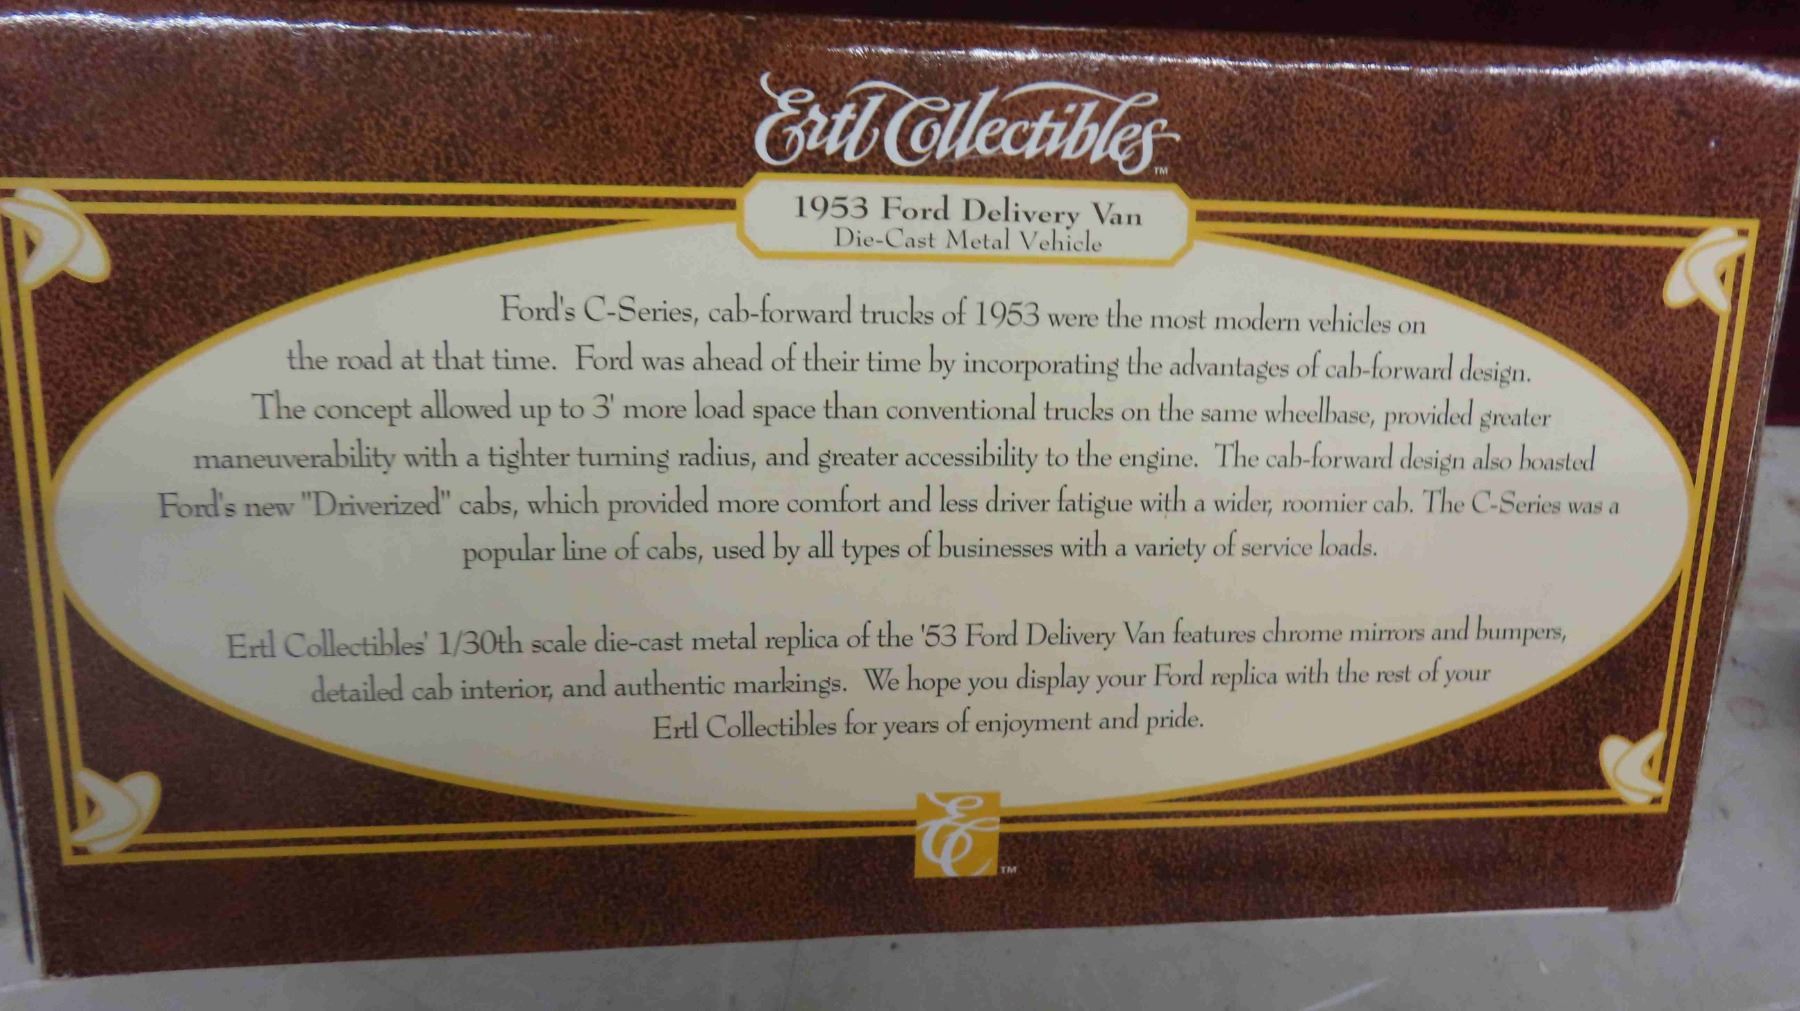 Ertl Collectibles™
1953 Ford Delivery Van
Die-Cast Metal Vehicle
Ford's C-Series, cab-forward trucks of 1953 were the most modern vehicles on
the road at that time. Ford was ahead of their time by incorporating the advantages of cab-forward design.
The concept allowed up to 3' more load space than conventional trucks on the same wheelbase, provided greater
maneuverability with a tighter turning radius, and greater accessibility to the engine. The cab-forward design also boasted
Ford's new "Driverized" cabs, which provided more comfort and less driver fatigue with a wider, roomier cab. The C-Series was a
popular line of cabs, used by all types of businesses with a variety of service loads.
Ertl Collectibles' 1/30th scale die-cast metal replica of the '53 Ford Delivery Van features chrome mirrors and bumpers,
detailed cab interior, and authentic markings. We hope you display your Ford replica with the rest of your
Ertl Collectibles for years of enjoyment and pride.
EC™